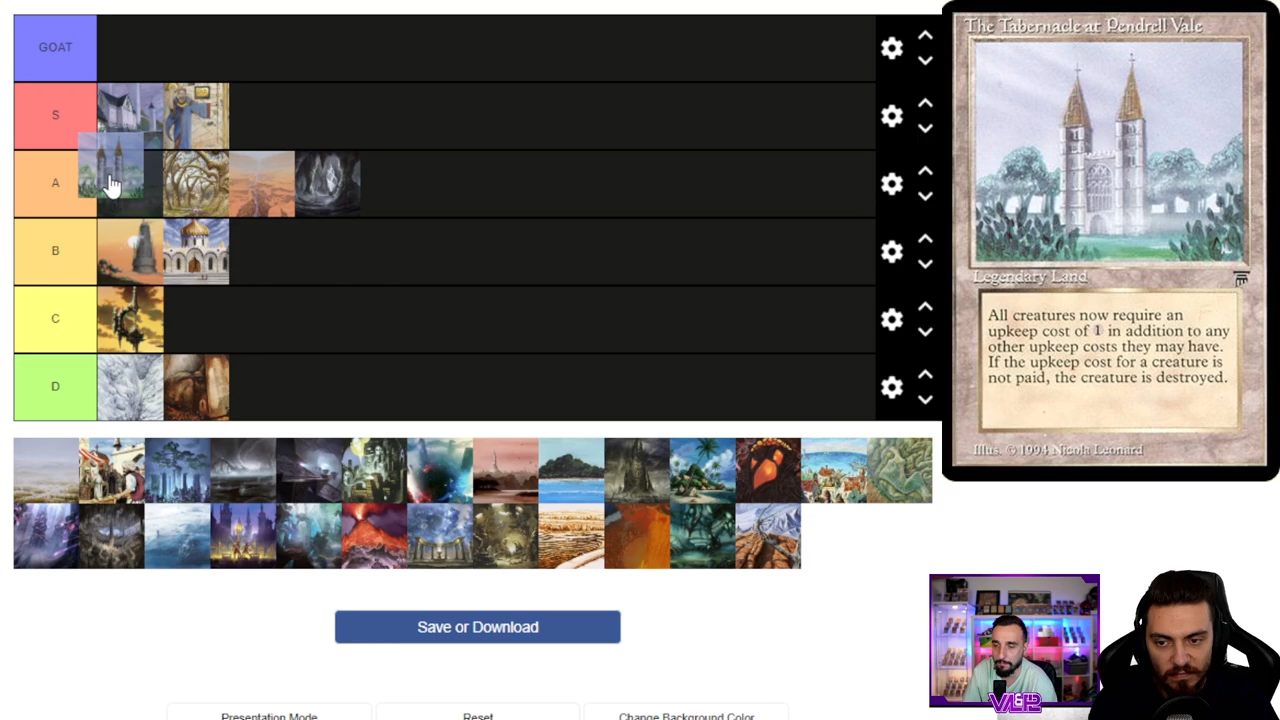 GOAT
S
A
B
C
D
The Tabernacle at Pendrell Vale
Legendary Land
All creatures now require an
upkeep cost of 1 in addition to any
other upkeep costs they may have.
If the upkeep cost for a creature is
not paid, the creature is destroyed.
Illus. © 1994 Nicola Leonard
Save or Download
Presentation Mode
Reset
Change Background Color